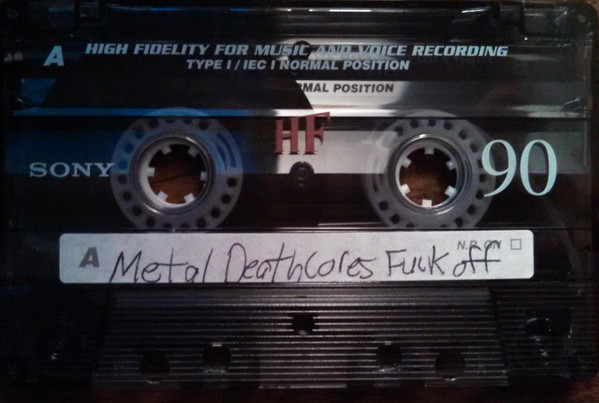 A HIGH FIDELITY FOR MUSIC AND VOICE RECORDING
TYPE I / IEC I NORMAL POSITION
MAL POSITION
HF
SONY
90
N.R. ON
A Metal Deathcores Fuck off